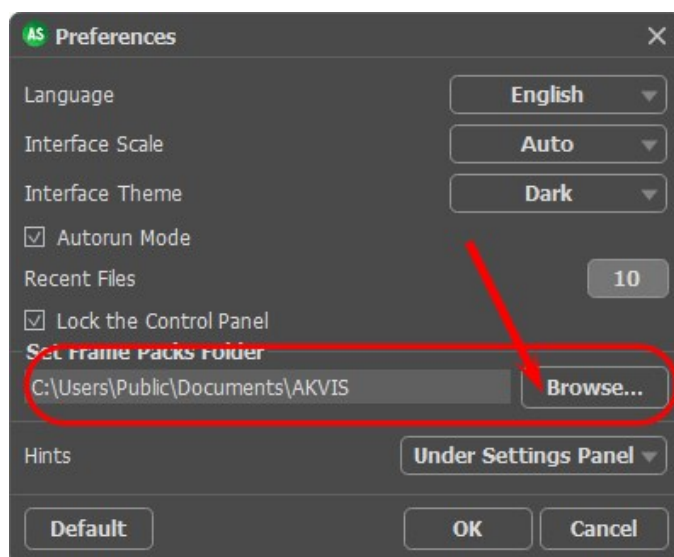 AS Preferences
Language English
Interface Scale Auto
Interface Theme Dark
Autorun Mode
Recent Files 10
Lock the Control Panel
Set Frame Packs Folder
C:\Users\Public\Documents\AKVIS Browse...
Hints Under Settings Panel
Default OK Cancel